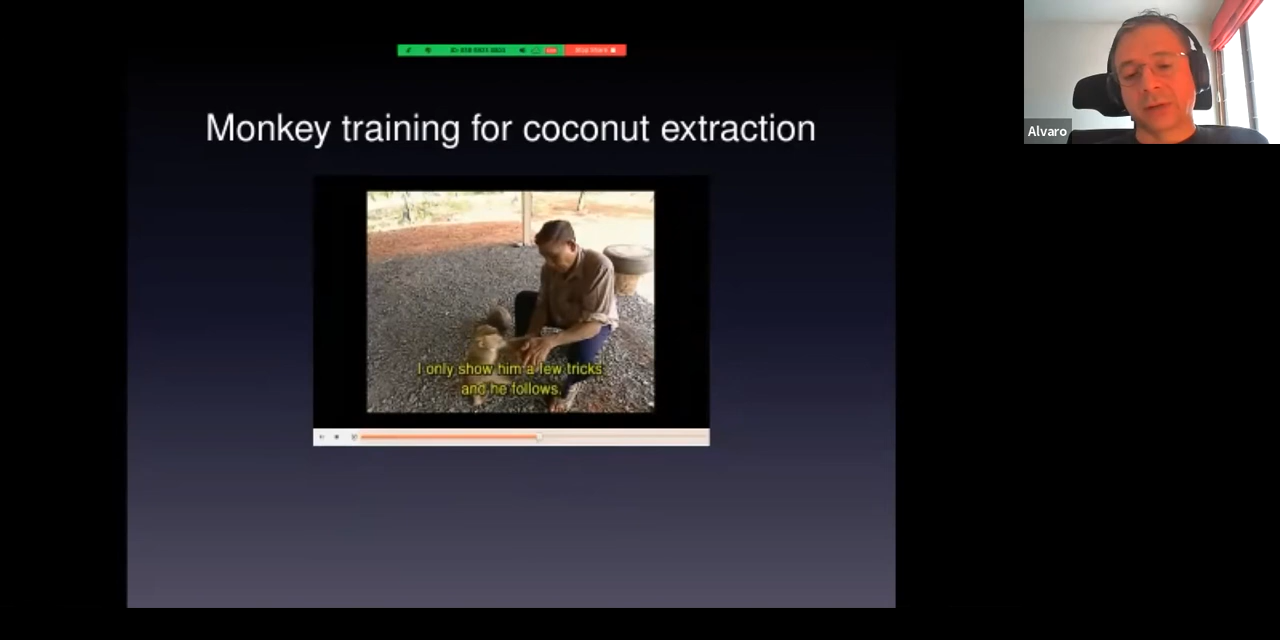 Monkey training for coconut extraction
Alvaro
I only show him a few tricks
and he follows.